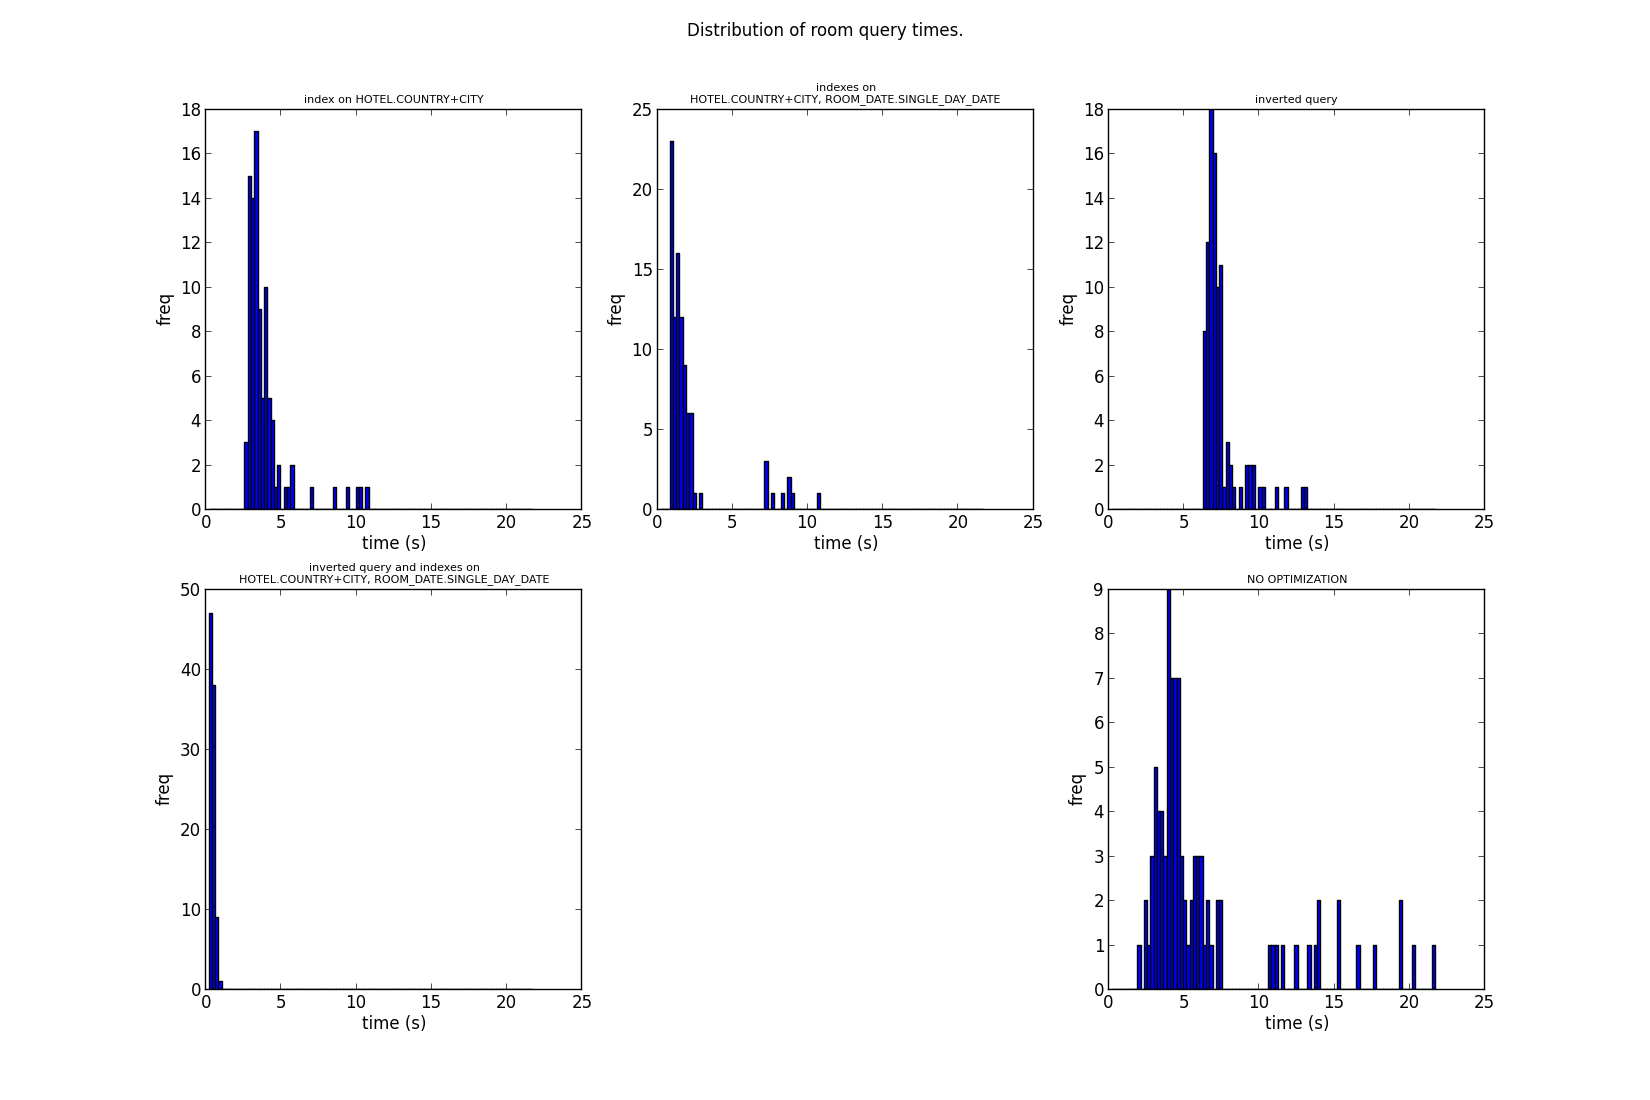 Distribution of room query times.
index on HOTEL.COUNTRY+CITY
18
16
14
12
10
8
6
4
2
0
freq
0 5 10 15 20 25
time (s)
indexes on
HOTEL.COUNTRY+CITY, ROOM_DATE.SINGLE_DAY_DATE
25
20
15
10
5
0
freq
0 5 10 15 20 25
time (s)
inverted query
18
16
14
12
10
8
6
4
2
0
freq
0 5 10 15 20 25
time (s)
inverted query and indexes on
HOTEL.COUNTRY+CITY, ROOM_DATE.SINGLE_DAY_DATE
50
40
30
20
10
0
freq
0 5 10 15 20 25
time (s)
NO OPTIMIZATION
9
8
7
6
5
4
3
2
1
0
freq
0 5 10 15 20 25
time (s)